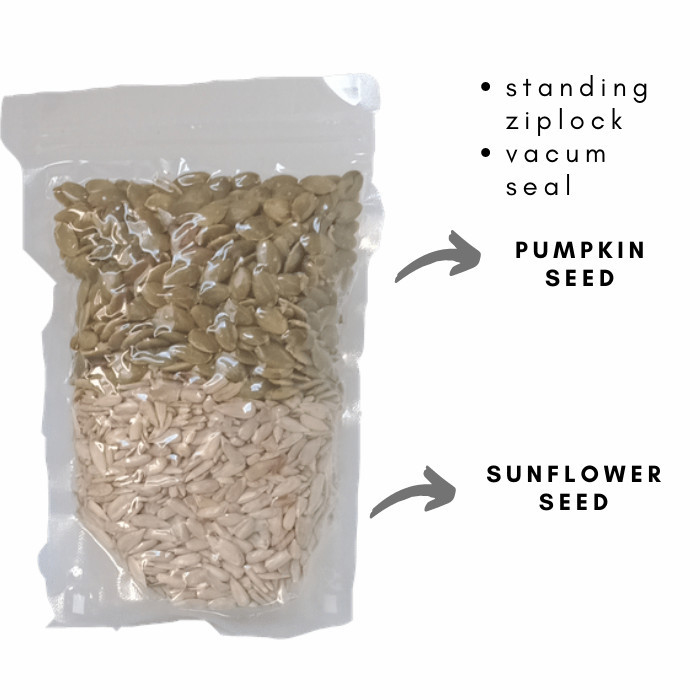 • standing
ziplock
• vacum
seal
PUMPKIN
SEED
SUNFLOWER
SEED